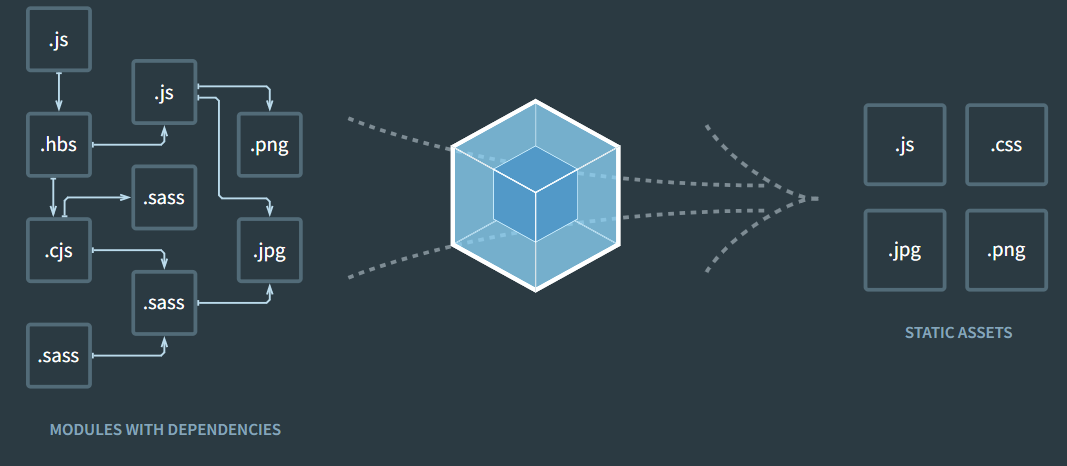 .js
.js
.hbs
.png
.sass
.cjs
.jpg
.sass
.sass
MODULES WITH DEPENDENCIES
.js
.css
.jpg
.png
STATIC ASSETS